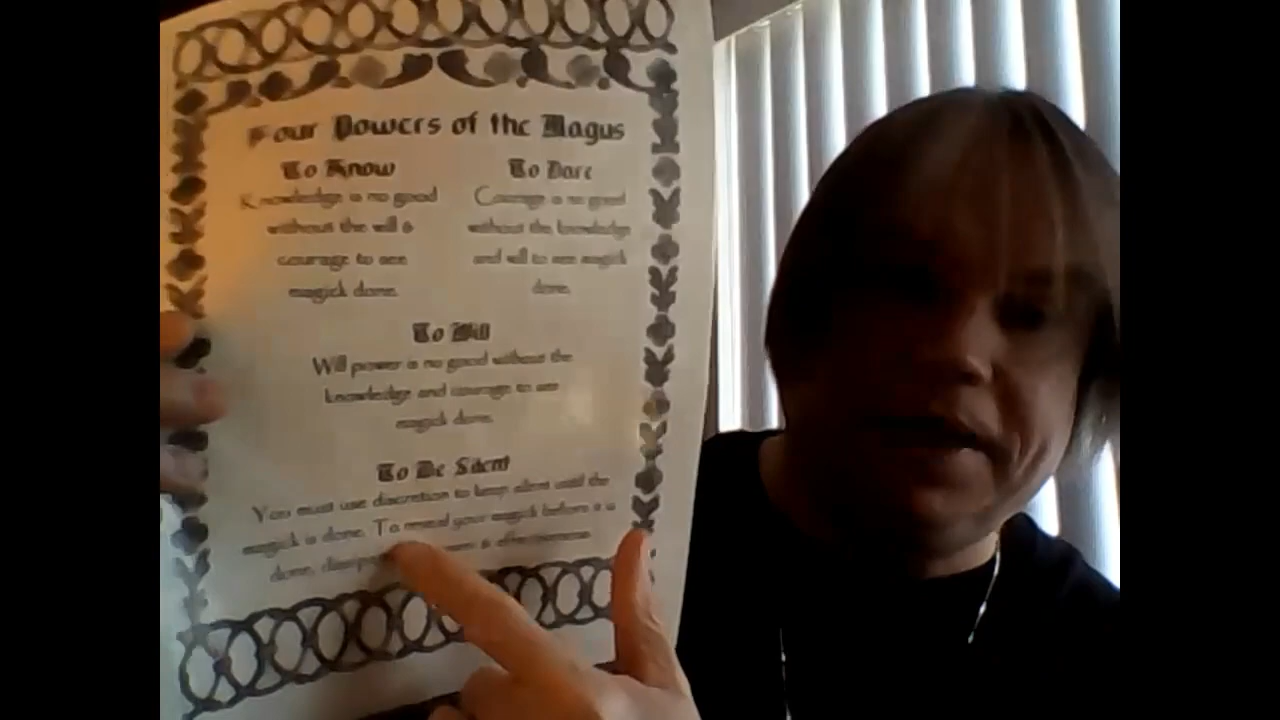 Four Powers of the Magus
To Know
Knowledge is no good
without the will &
courage to see
magick done.
To Dare
Courage is no good
without the knowledge
and will to see magick
done.
To Will
Will power is no good without the
knowledge and courage to see
magick done.
To Be Silent
You must use discretion to keep silent until the
magick is done. To reveal your magick before it is
done, & effectiveness